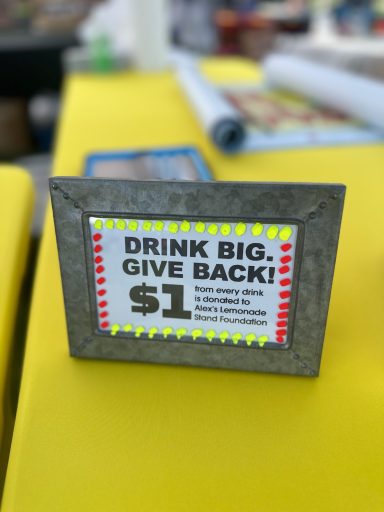 DRINK BIG.
GIVE BACK!
$1
from every drink
is donated to
Alex's Lemonade
Stand Foundation